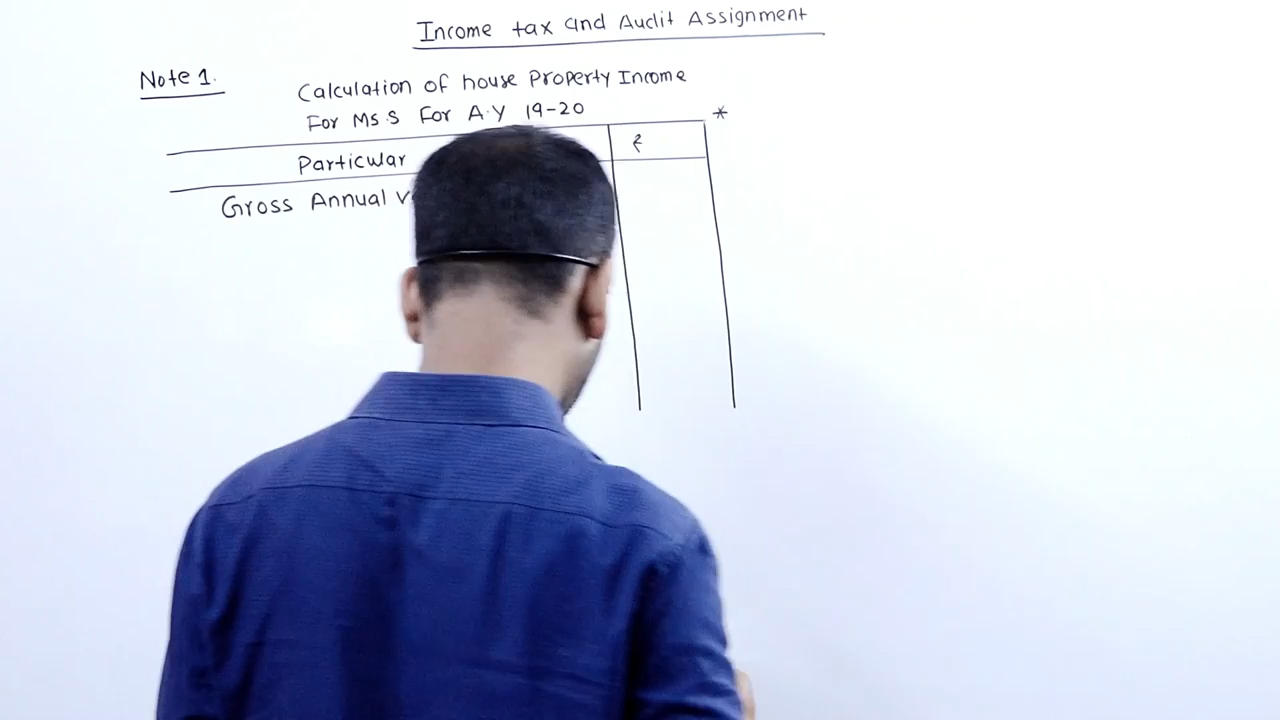 Income tax and Audit Assignment
Note 1.
Calculation of house Property Income
For Ms.S For A.Y 19-20 *
Particular ₹
Gross Annual